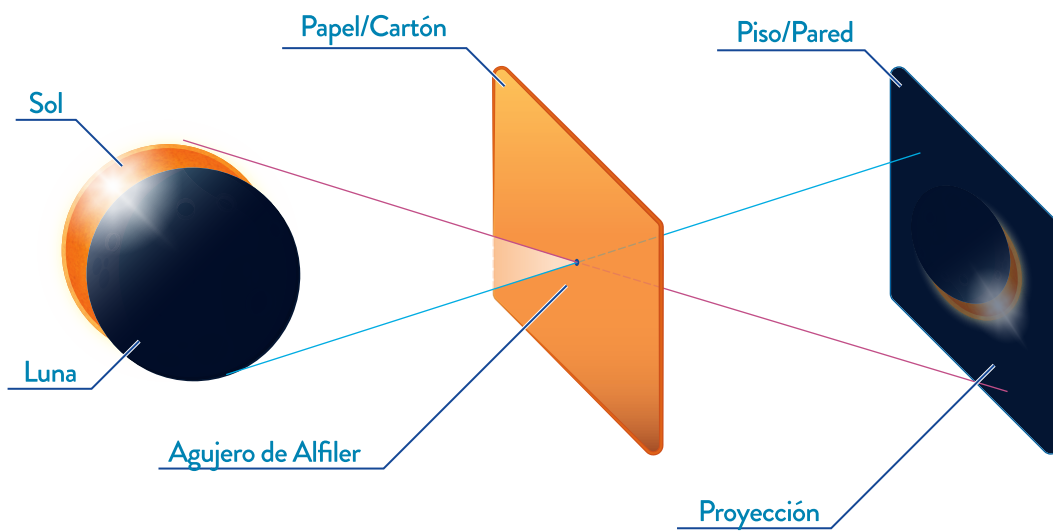 Papel/Cartón
Piso/Pared
Sol
Luna
Agujero de Alfiler
Proyección